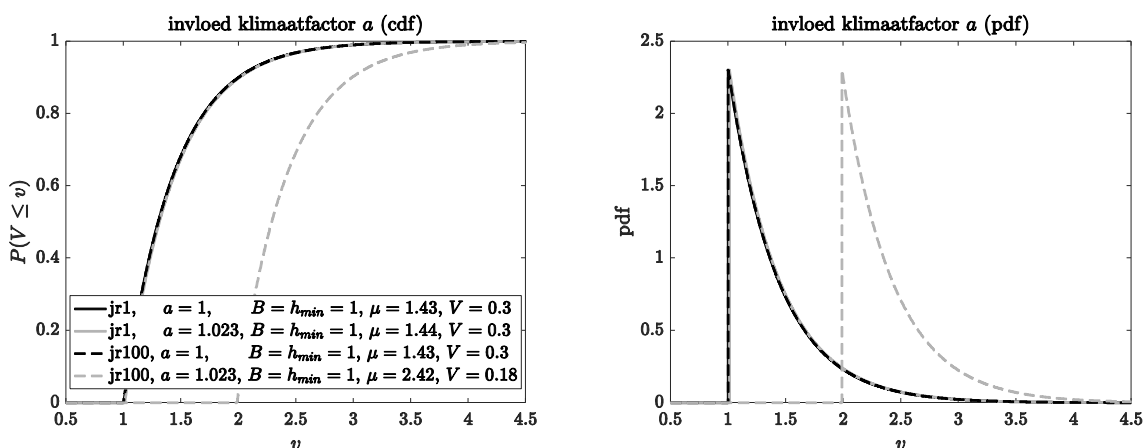 invloed klimaatfactor a (cdf)
1
0.8
0.6
0.4
0.2
0
P(V ≤ v)
jr1, a = 1, B = h_min = 1, μ = 1.43, V = 0.3
jr1, a = 1.023, B = h_min = 1, μ = 1.44, V = 0.3
jr100, a = 1, B = h_min = 1, μ = 1.43, V = 0.3
jr100, a = 1.023, B = h_min = 1, μ = 2.42, V = 0.18
0.5 1 1.5 2 2.5 3 3.5 4 4.5
v
invloed klimaatfactor a (pdf)
2.5
2
1.5
1
0.5
0
pdf
0.5 1 1.5 2 2.5 3 3.5 4 4.5
v